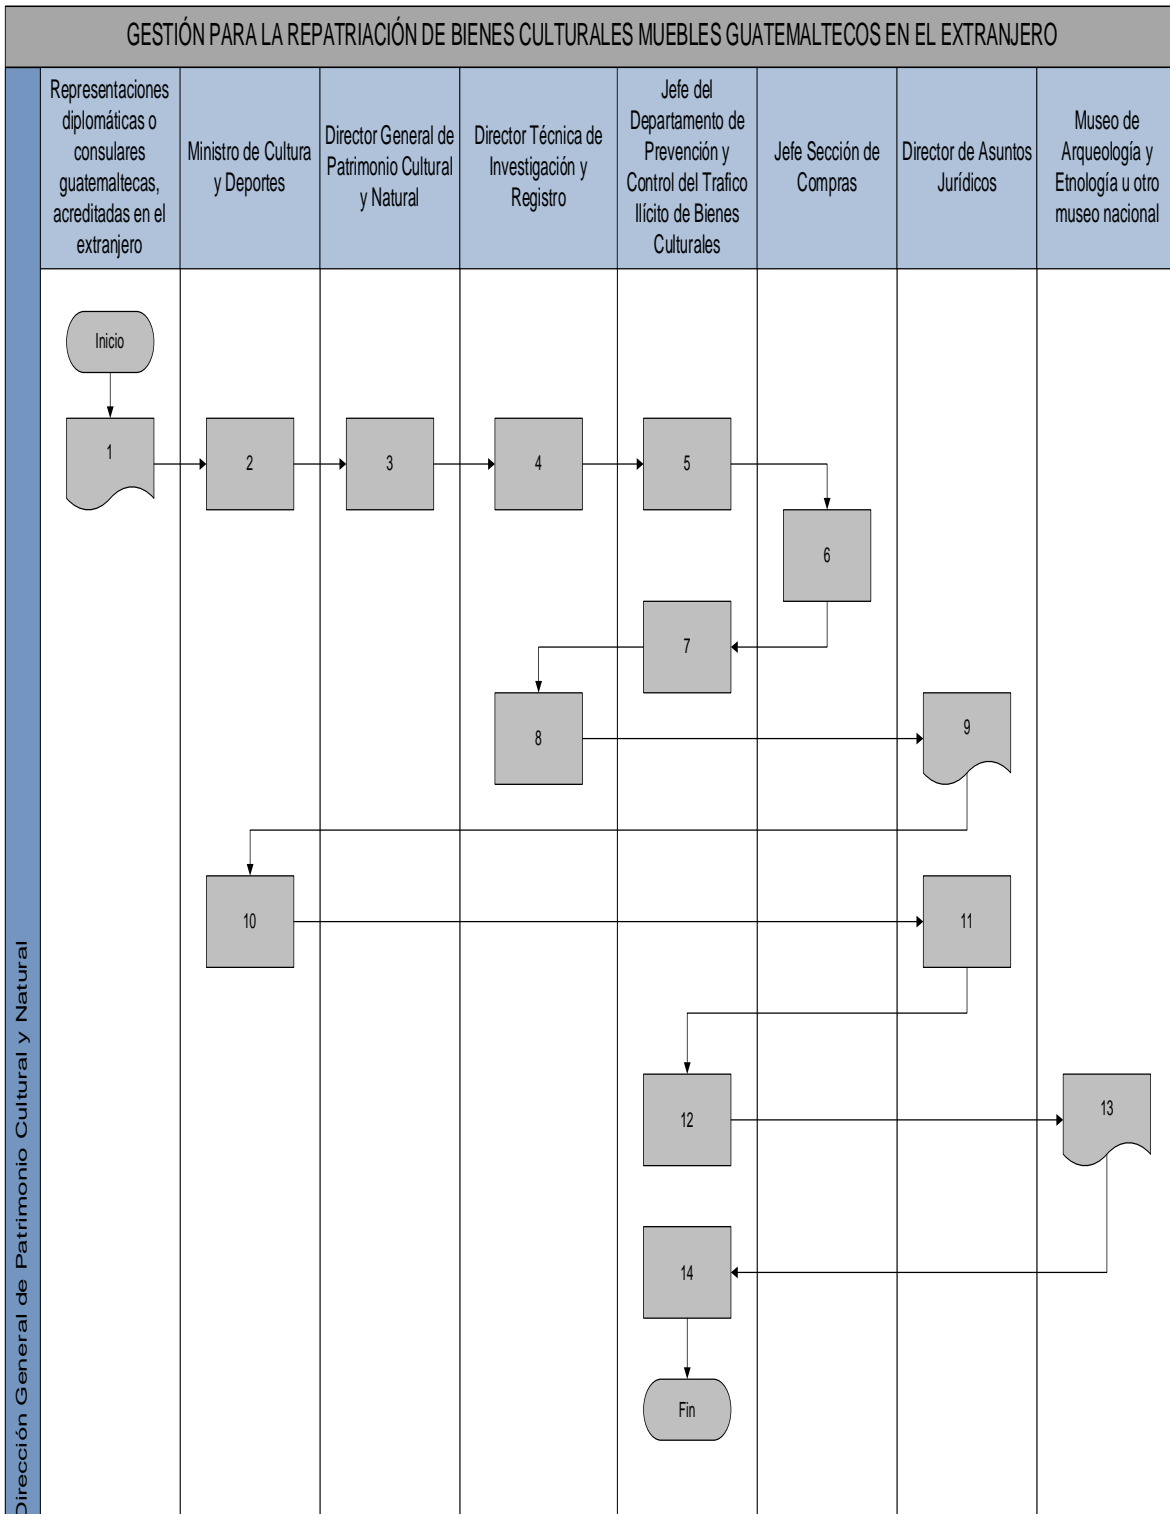 GESTIÓN PARA LA REPATRIACIÓN DE BIENES CULTURALES MUEBLES GUATEMALTECOS EN EL EXTRANJERO
Dirección General de Patrimonio Cultural y Natural
Representaciones
diplomáticas o
consulares
guatemaltecas,
acreditadas en el
extranjero
Ministro de Cultura
y Deportes
Director General de
Patrimonio Cultural
y Natural
Director Técnica de
Investigación y
Registro
Jefe del
Departamento de
Prevención y
Control del Trafico
Ilícito de Bienes
Culturales
Jefe Sección de
Compras
Director de Asuntos
Jurídicos
Museo de
Arqueología y
Etnología u otro
museo nacional
Inicio
1
2
3
4
5
6
7
8
9
10
11
12
13
14
Fin